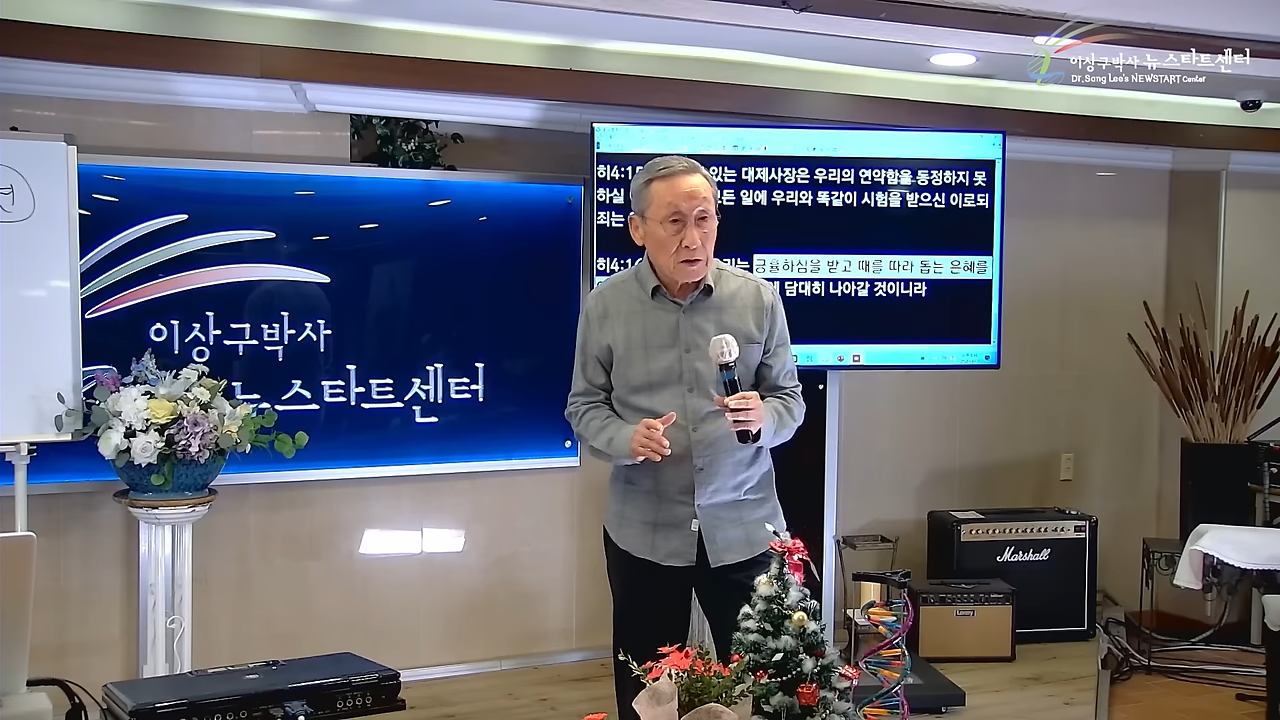 이상구박사 뉴스타트센터
Dr. Sang Lee's NEWSTART Center
히4:15 있는 대제사장은 우리의 연약함을 동정하지 못
하실 모든 일에 우리와 똑같이 시험을 받으신 이로되
죄는
히4:1 긍휼하심을 받고 때를 따라 돕는 은혜를
담대히 나아갈 것이니라
이상구박사
뉴스타트센터
Marshall
Laney